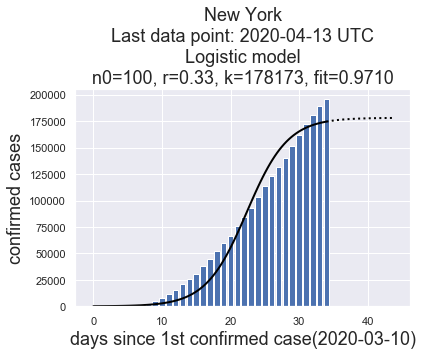 New York
Last data point: 2020-04-13 UTC
Logistic model
n0=100, r=0.33, k=178173, fit=0.9710
200000
175000
150000
125000
100000
75000
50000
25000
0
confirmed cases
0 10 20 30 40
days since 1st confirmed case(2020-03-10)